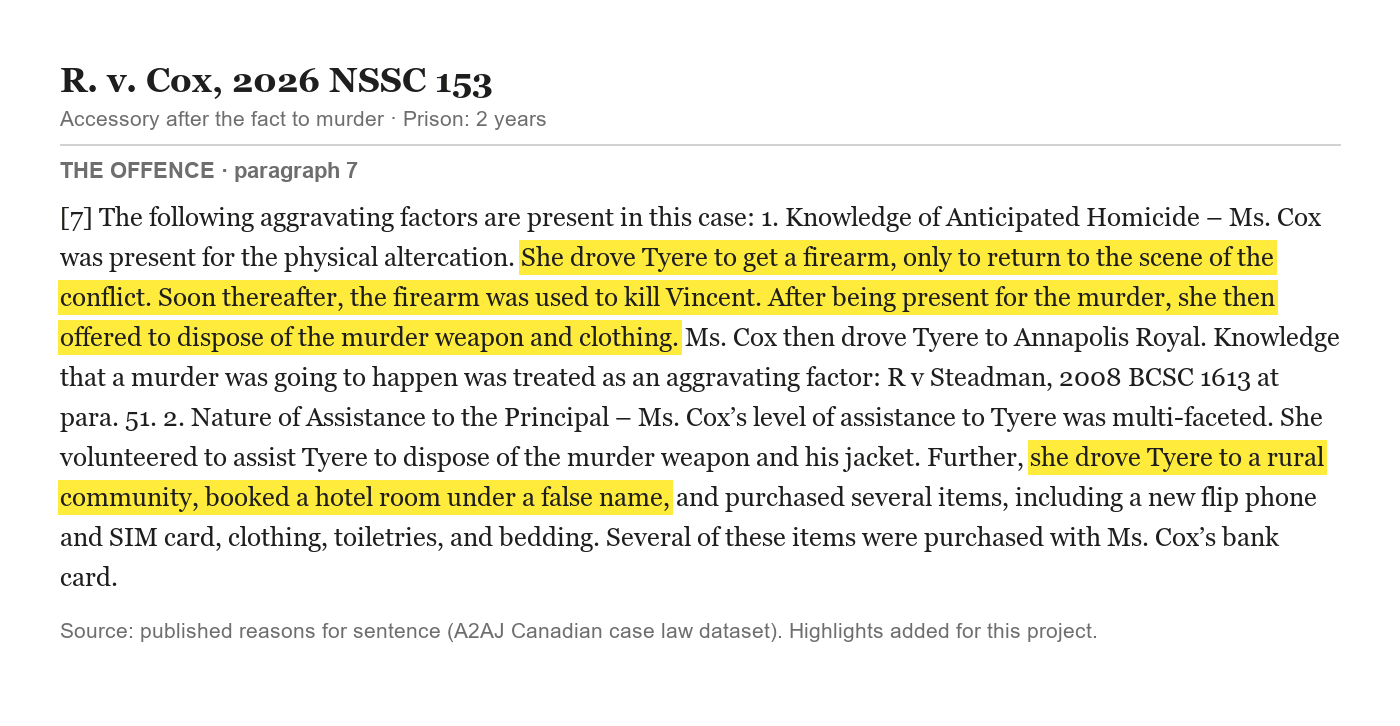 R. v. Cox, 2026 NSSC 153
Accessory after the fact to murder · Prison: 2 years
THE OFFENCE · paragraph 7
[7] The following aggravating factors are present in this case: 1. Knowledge of Anticipated Homicide – Ms. Cox
was present for the physical altercation. She drove Tyere to get a firearm, only to return to the scene of the
conflict. Soon thereafter, the firearm was used to kill Vincent. After being present for the murder, she then
offered to dispose of the murder weapon and clothing. Ms. Cox then drove Tyere to Annapolis Royal. Knowledge
that a murder was going to happen was treated as an aggravating factor: R v Steadman, 2008 BCSC 1613 at
para. 51. 2. Nature of Assistance to the Principal – Ms. Cox’s level of assistance to Tyere was multi-faceted. She
volunteered to assist Tyere to dispose of the murder weapon and his jacket. Further, she drove Tyere to a rural
community, booked a hotel room under a false name, and purchased several items, including a new flip phone
and SIM card, clothing, toiletries, and bedding. Several of these items were purchased with Ms. Cox’s bank
card.
Source: published reasons for sentence (A2AJ Canadian case law dataset). Highlights added for this project.